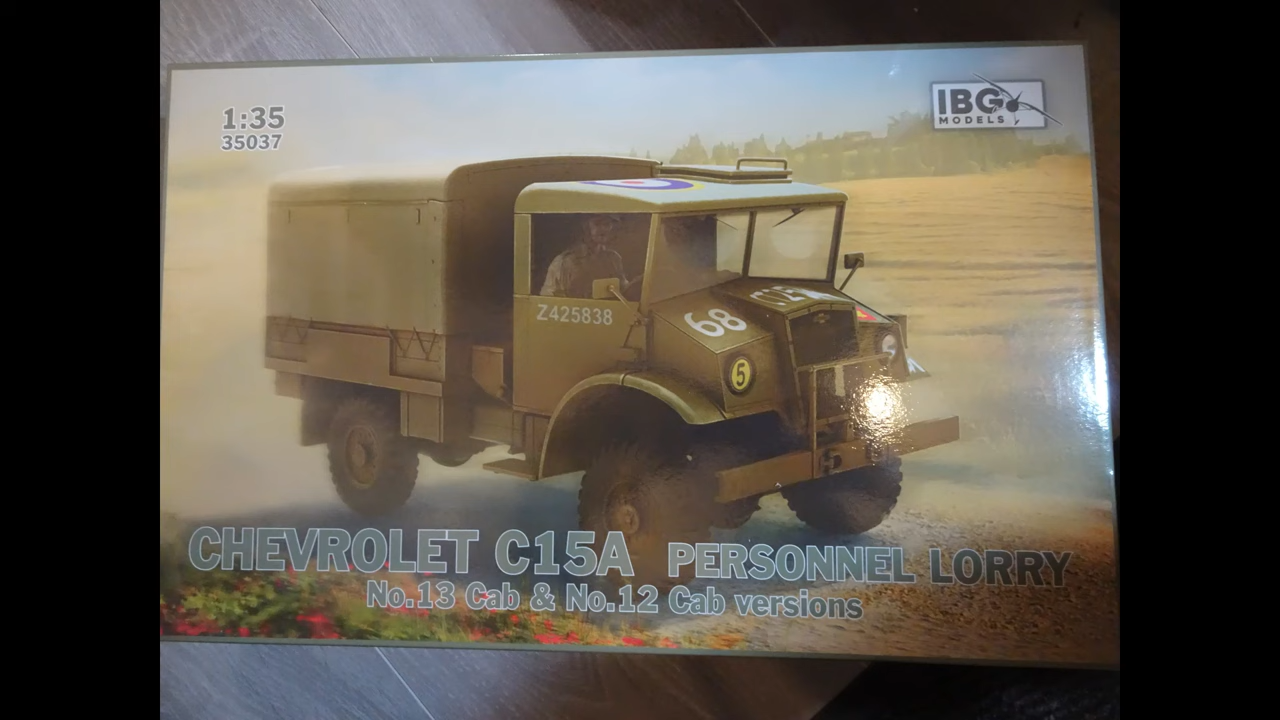 1:35
35037
IBG
MODELS
Z425838
68
5
CHEVROLET C15A PERSONNEL LORRY
No.13 Cab & No.12 Cab versions